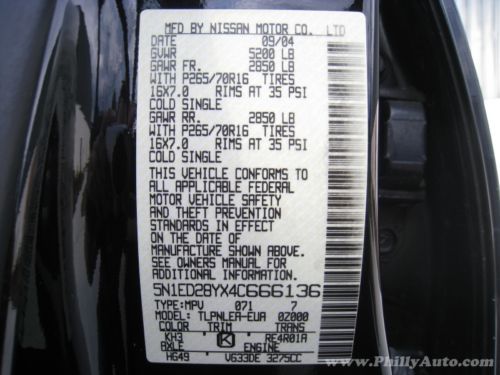 MFD BY NISSAN MOTOR CO. LTD
DATE 09/04
GVWR 5200 LB
GAWR FR. 2850 LB
WITH P265/70R16 TIRES
16X7.0 RIMS AT 35 PSI
COLD SINGLE
GAWR RR. 2850 LB
WITH P265/70R16 TIRES
16X7.0 RIMS AT 35 PSI
COLD SINGLE
THIS VEHICLE CONFORMS TO
ALL APPLICABLE FEDERAL
MOTOR VEHICLE SAFETY
AND THEFT PREVENTION
STANDARDS IN EFFECT
ON THE DATE OF
MANUFACTURE SHOWN ABOVE.
SEE OWNERS MANUAL FOR
ADDITIONAL INFORMATION
5N1ED28YX4C666136
TYPE:MPV 071 7
MODEL: TLPNLEA-EUA 0Z000
COLOR TRIM TRANS
KH3 K RE4R01A
AXLE ENGINE
HG49 VG33DE 3275CC
www.PhillyAuto.com